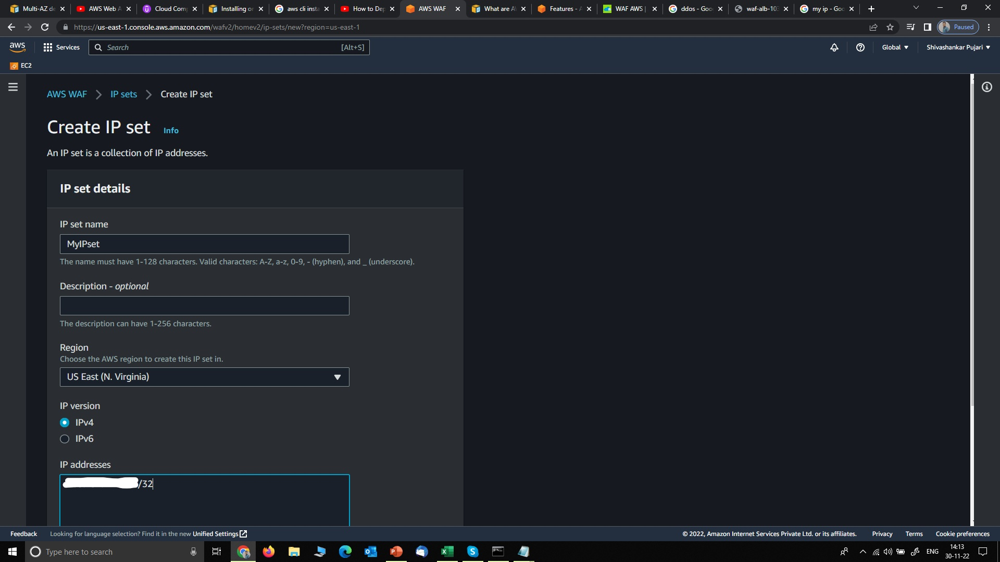 Multi-AZ de
AWS Web A
Cloud Comp
Installing or
aws cli insta
How to Dep
AWS WAF
What are A
Features - A
WAF AWS |
ddos - Goo
waf-alb-103
my ip - Goo
https://us-east-1.console.aws.amazon.com/wafv2/homev2/ip-sets/new?region=us-east-1
Paused
aws
Services
Search
[Alt+S]
Global
Shivashankar Pujari
EC2
AWS WAF
IP sets
Create IP set
Create IP set Info
An IP set is a collection of IP addresses.
IP set details
IP set name
MyIPset
The name must have 1-128 characters. Valid characters: A-Z, a-z, 0-9, - (hyphen), and _ (underscore).
Description - optional
The description can have 1-256 characters.
Region
Choose the AWS region to create this IP set in.
US East (N. Virginia)
IP version
IPv4
IPv6
IP addresses
/32
Feedback
Looking for language selection? Find it in the new Unified Settings
© 2022, Amazon Internet Services Private Ltd. or its affiliates.
Privacy
Terms
Cookie preferences
Type here to search
ENG
14:13
30-11-22